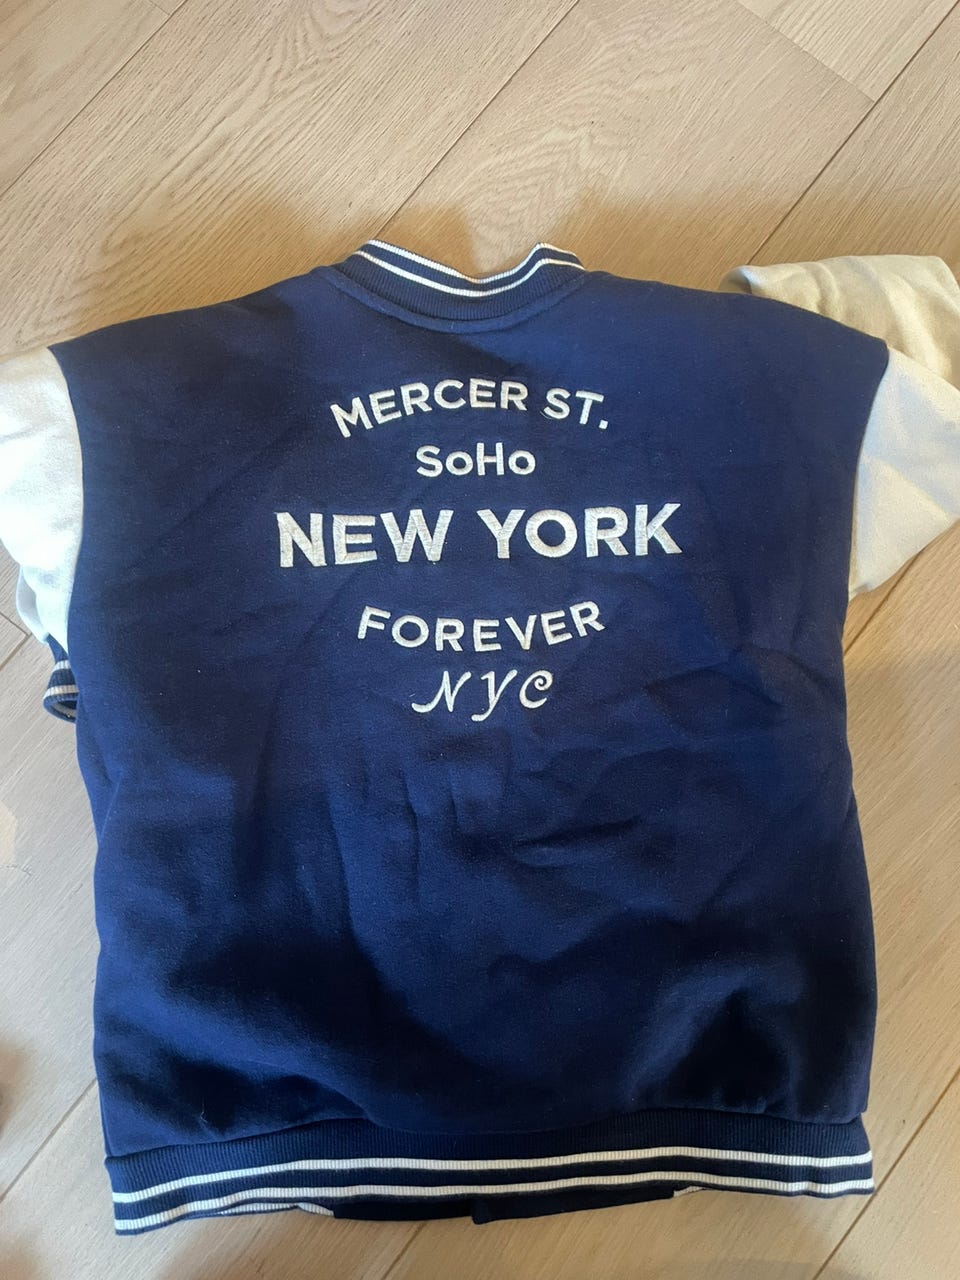 MERCER ST.
SoHo
NEW YORK
FOREVER
NYC